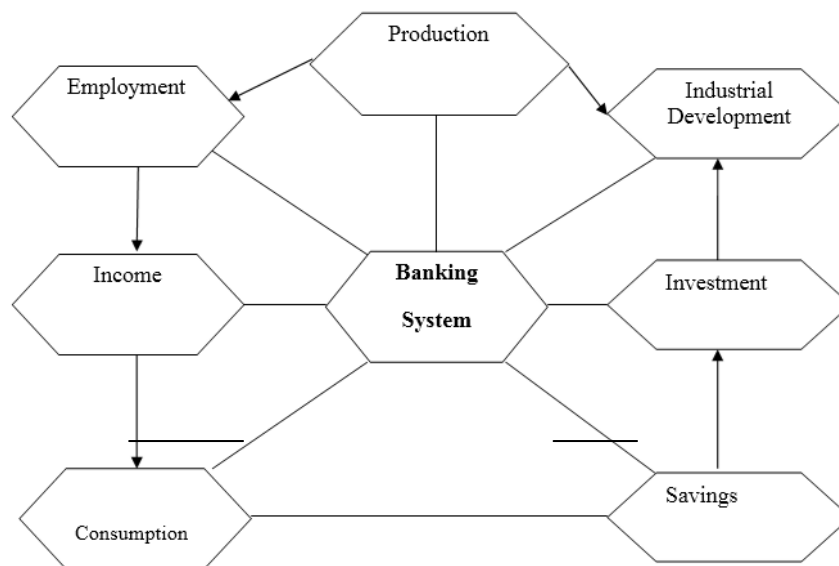 Production
Employment
Industrial
Development
Income
Banking
System
Investment
Savings
Consumption